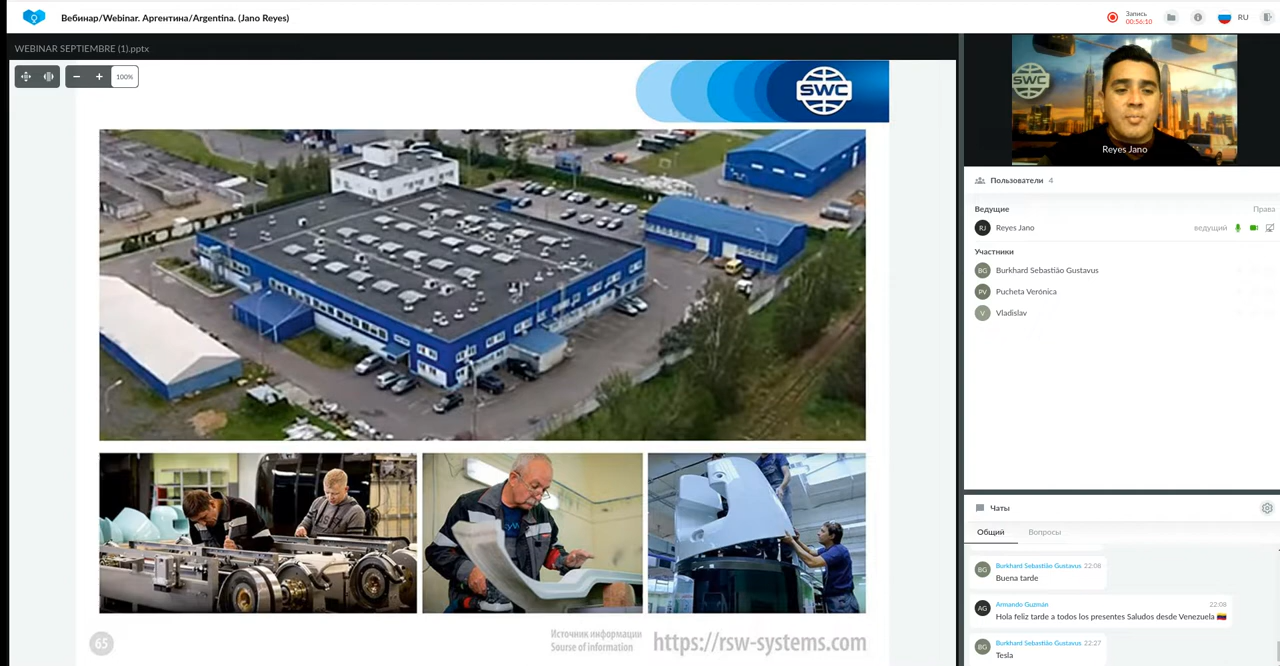 Вебинар/Webinar. Аргентина/Argentina. (Jano Reyes)
Запись
00:56:10
RU
WEBINAR SEPTIEMBRE (1).pptx
100%
SWC
SWC
Reyes Jano
Пользователи 4
Ведущие Права
RJ Reyes Jano ведущий
Участники
BG Burkhard Sebastião Gustavus
PV Pucheta Verónica
V Vladislav
Чаты
Общий Вопросы
BG Burkhard Sebastião Gustavus 22:08
Buena tarde
AG Armando Guzmán 22:08
Hola feliz tarde a todos los presentes Saludos desde Venezuela 🇻🇪
BG Burkhard Sebastião Gustavus 22:27
Tesla
65
Источник информации
Sourse of information
https://rsw-systems.com